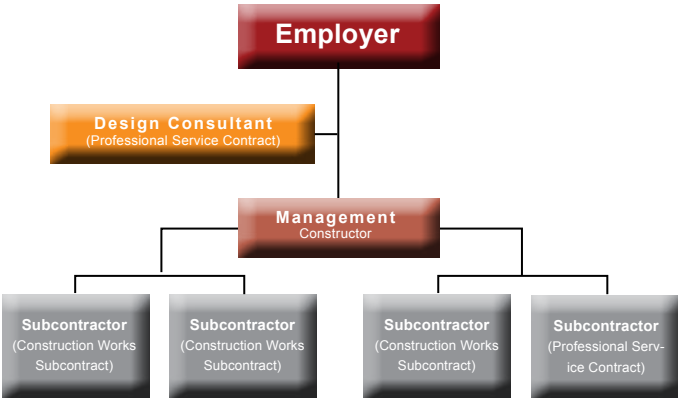 Employer
Design Consultant
(Professional Service Contract)
Management
Constructor
Subcontractor
(Construction Works
Subcontract)
Subcontractor
(Construction Works
Subcontract)
Subcontractor
(Construction Works
Subcontract)
Subcontractor
(Professional Serv-
ice Contract)